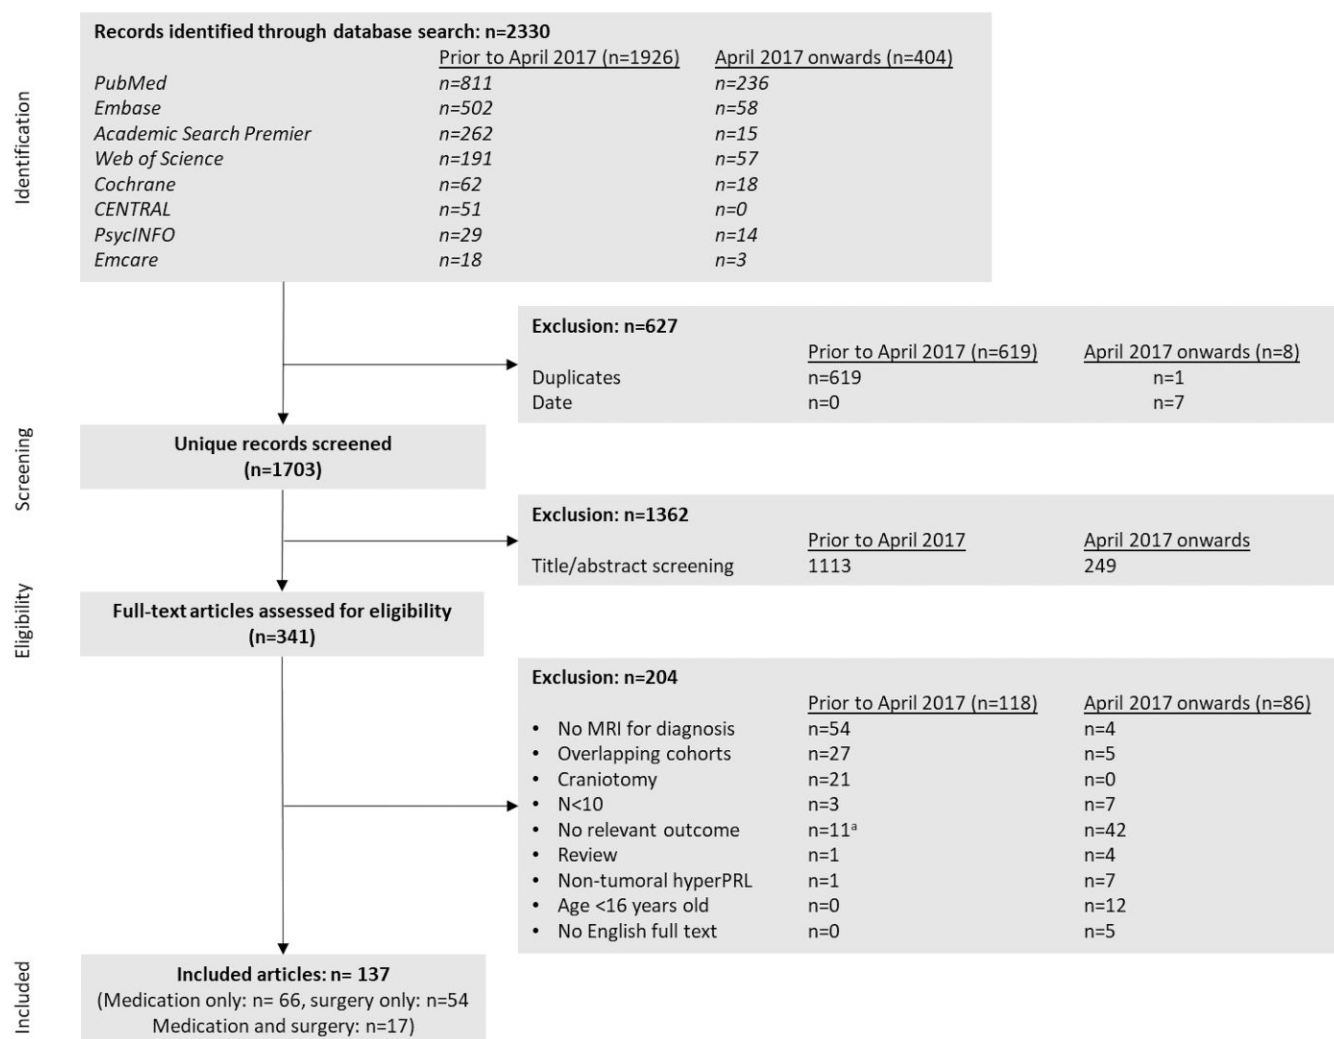 Identification
Records identified through database search: n=2330
Prior to April 2017 (n=1926) April 2017 onwards (n=404)
PubMed n=811 n=236
Embase n=502 n=58
Academic Search Premier n=262 n=15
Web of Science n=191 n=57
Cochrane n=62 n=18
CENTRAL n=51 n=0
PsycINFO n=29 n=14
Emcare n=18 n=3
Exclusion: n=627
Prior to April 2017 (n=619) April 2017 onwards (n=8)
Duplicates n=619 n=1
Date n=0 n=7
Screening
Unique records screened
(n=1703)
Exclusion: n=1362
Prior to April 2017 April 2017 onwards
Title/abstract screening 1113 249
Eligibility
Full-text articles assessed for eligibility
(n=341)
Exclusion: n=204
Prior to April 2017 (n=118) April 2017 onwards (n=86)
• No MRI for diagnosis n=54 n=4
• Overlapping cohorts n=27 n=5
• Craniotomy n=21 n=0
• N<10 n=3 n=7
• No relevant outcome n=11ᵃ n=42
• Review n=1 n=4
• Non-tumoral hyperPRL n=1 n=7
• Age <16 years old n=0 n=12
• No English full text n=0 n=5
Included
Included articles: n= 137
(Medication only: n= 66, surgery only: n=54
Medication and surgery: n=17)